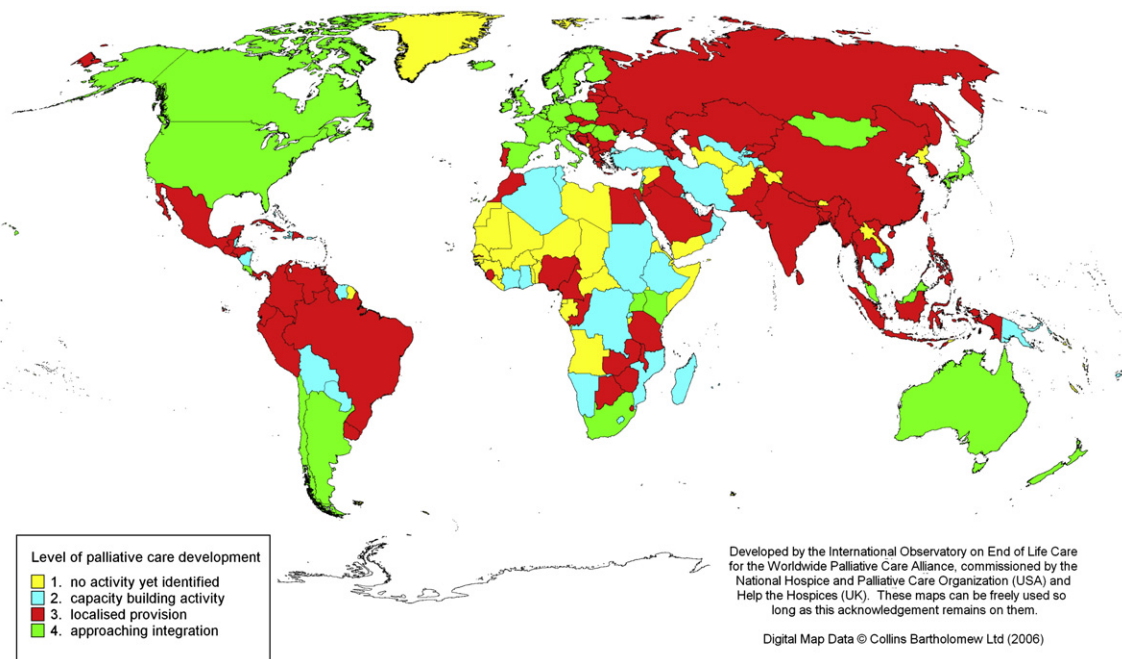 Level of palliative care development
1. no activity yet identified
2. capacity building activity
3. localised provision
4. approaching integration
Developed by the International Observatory on End of Life Care
for the Worldwide Palliative Care Alliance, commissioned by the
National Hospice and Palliative Care Organization (USA) and
Help the Hospices (UK). These maps can be freely used so
long as this acknowledgement remains on them.
Digital Map Data © Collins Bartholomew Ltd (2006)